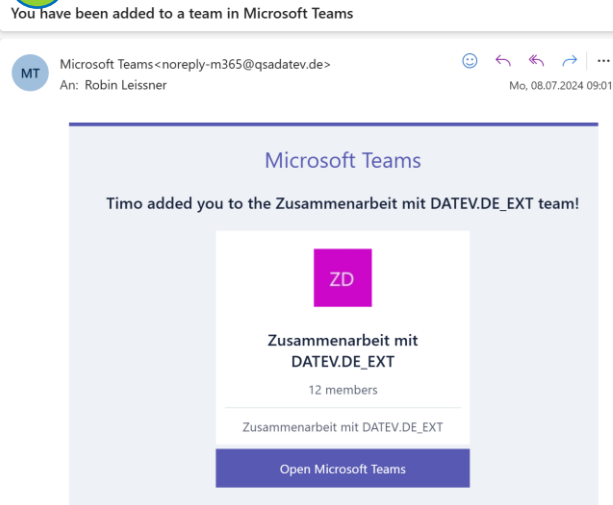 You have been added to a team in Microsoft Teams
MT
Microsoft Teams<noreply-m365@qsadatev.de>
An: Robin Leissner
Mo, 08.07.2024 09:01
Microsoft Teams
Timo added you to the Zusammenarbeit mit DATEV.DE_EXT team!
ZD
Zusammenarbeit mit
DATEV.DE_EXT
12 members
Zusammenarbeit mit DATEV.DE_EXT
Open Microsoft Teams